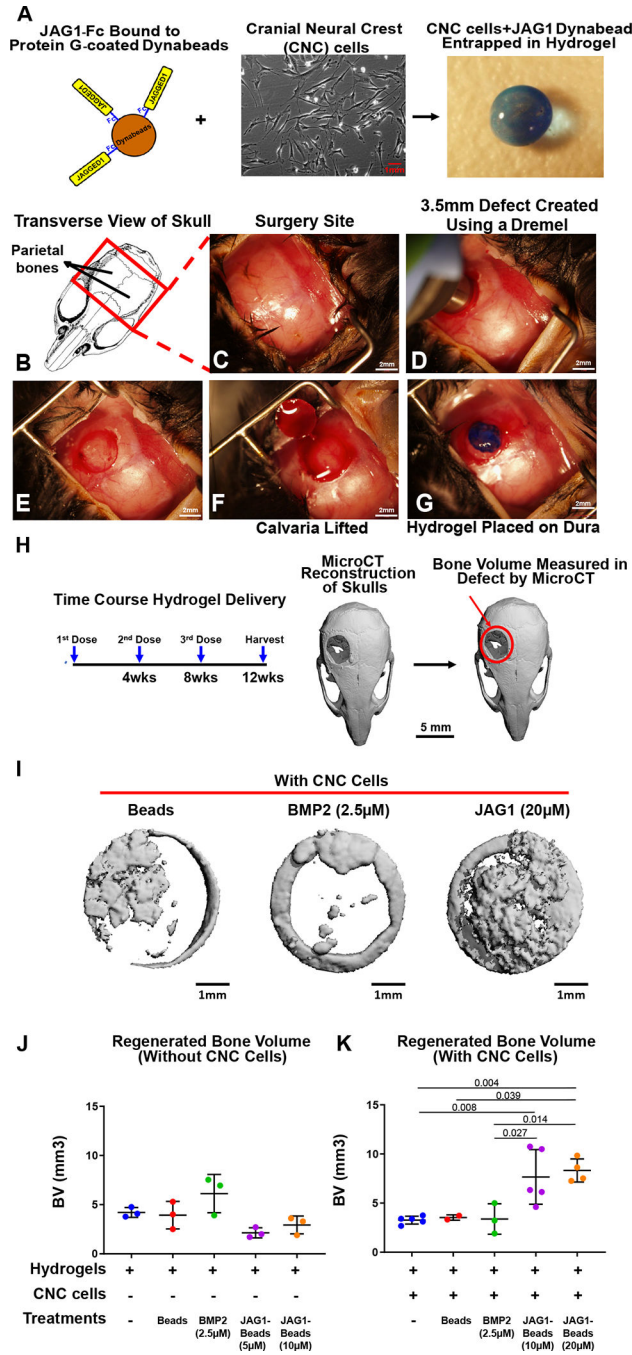 A
JAG1-Fc Bound to
Protein G-coated Dynabeads
Cranial Neural Crest
(CNC) cells
CNC cells+JAG1 Dynabead
Entrapped in Hydrogel
JAGGED1
JAGGED1
JAGGED1
Fc
Fc
Fc
Dynabeads
+
Transverse View of Skull
Surgery Site
3.5mm Defect Created
Using a Dremel
Parietal
bones
B
C
2mm
D
2mm
E
2mm
F
2mm
G
2mm
Calvaria Lifted
Hydrogel Placed on Dura
H
Time Course Hydrogel Delivery
MicroCT
Reconstruction
of Skulls
Bone Volume Measured in
Defect by MicroCT
1st Dose 2nd Dose 3rd Dose Harvest
4wks 8wks 12wks
5 mm
I
With CNC Cells
Beads BMP2 (2.5μM) JAG1 (20μM)
1mm 1mm 1mm
J
Regenerated Bone Volume
(Without CNC Cells)
BV (mm3)
15
10
5
0
Hydrogels + + + + +
CNC cells - - - - -
Treatments - Beads BMP2 (2.5μM) JAG1-Beads (5μM) JAG1-Beads (10μM)
K
Regenerated Bone Volume
(With CNC Cells)
0.004
0.039
0.008
0.014
0.027
BV (mm3)
15
10
5
0
+ + + + +
+ + + + +
- Beads BMP2 (2.5μM) JAG1-Beads (10μM) JAG1-Beads (20μM)